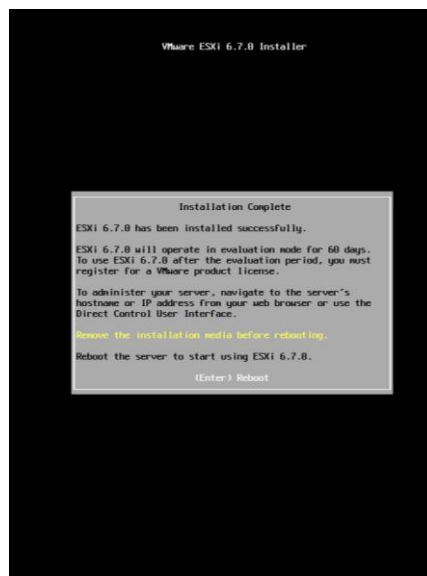 VMware ESXi 6.7.0 Installer
Installation Complete
ESXi 6.7.0 has been installed successfully.
ESXi 6.7.0 will operate in evaluation mode for 60 days.
To use ESXi 6.7.0 after the evaluation period, you must
register for a VMware product license.
To administer your server, navigate to the server's
hostname or IP address from your web browser or use the
Direct Control User Interface.
Remove the installation media before rebooting.
Reboot the server to start using ESXi 6.7.0.
(Enter) Reboot